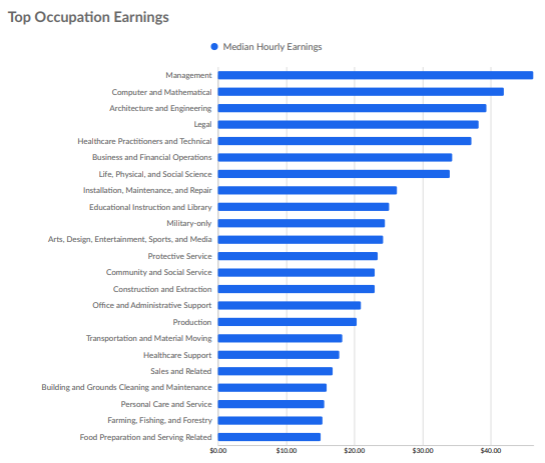 Top Occupation Earnings
Median Hourly Earnings
Management
Computer and Mathematical
Architecture and Engineering
Legal
Healthcare Practitioners and Technical
Business and Financial Operations
Life, Physical, and Social Science
Installation, Maintenance, and Repair
Educational Instruction and Library
Military-only
Arts, Design, Entertainment, Sports, and Media
Protective Service
Community and Social Service
Construction and Extraction
Office and Administrative Support
Production
Transportation and Material Moving
Healthcare Support
Sales and Related
Building and Grounds Cleaning and Maintenance
Personal Care and Service
Farming, Fishing, and Forestry
Food Preparation and Serving Related
$0.00 $10.00 $20.00 $30.00 $40.00